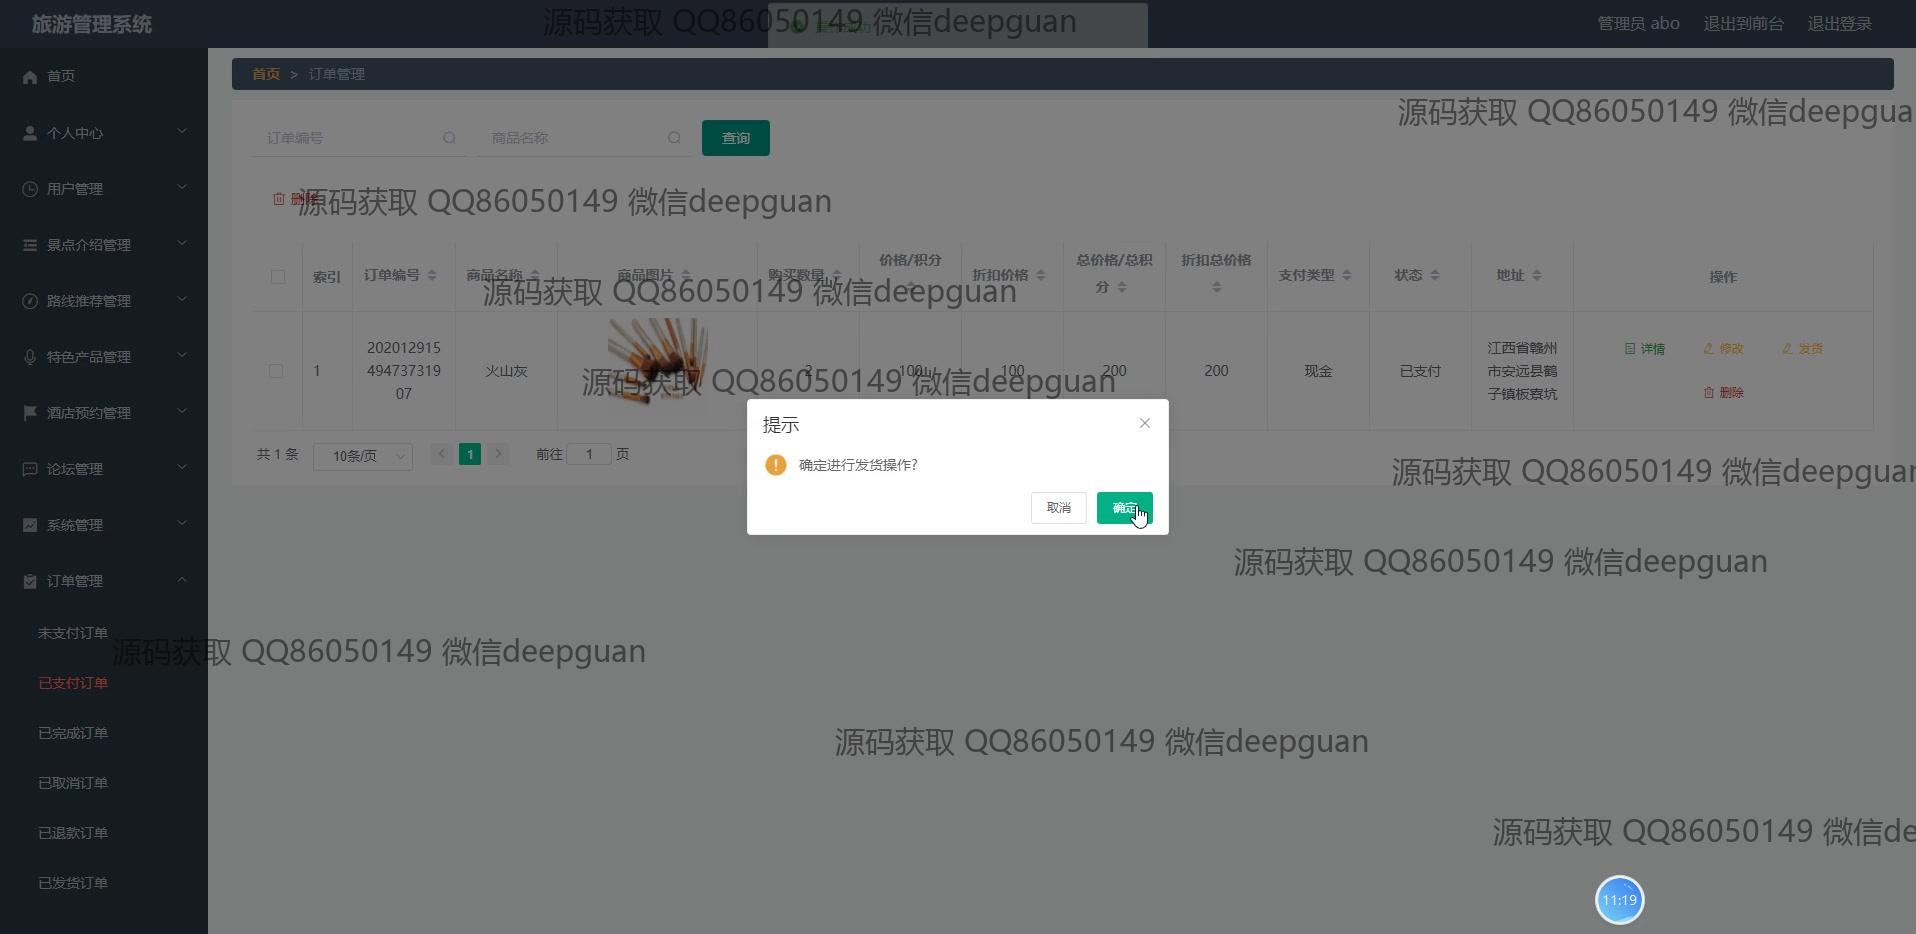 旅游管理系统
源码获取 QQ86050149 微信deepguan
管理员 abo
退出到前台
退出登录
首页
个人中心
用户管理
景点介绍管理
路线推荐管理
特色产品管理
酒店预约管理
论坛管理
系统管理
订单管理
未支付订单
已支付订单
已完成订单
已取消订单
已退款订单
已发货订单
首页 > 订单管理
源码获取 QQ86050149 微信deepgua
订单编号
商品名称
查询
删除
源码获取 QQ86050149 微信deepguan
索引
订单编号
商品名称
商品图片
购买数量
价格/积分
折扣价格
总价格/总积
分
折扣总价格
支付类型
状态
地址
操作
源码获取 QQ86050149 微信deepguan
1
202012915
494737319
07
火山灰
2
100
100
200
200
现金
已支付
江西省赣州
市安远县鹤
子镇板寮坑
详情
修改
发货
删除
源码获取 QQ86050149 微信deepguan
共 1 条
10条/页
1
前往
1
页
提示
确定进行发货操作?
取消
确定
源码获取 QQ86050149 微信deepguan
源码获取 QQ86050149 微信deepguan
源码获取 QQ86050149 微信deepguan
源码获取 QQ86050149 微信deepguan
源码获取 QQ86050149 微信de
11:19